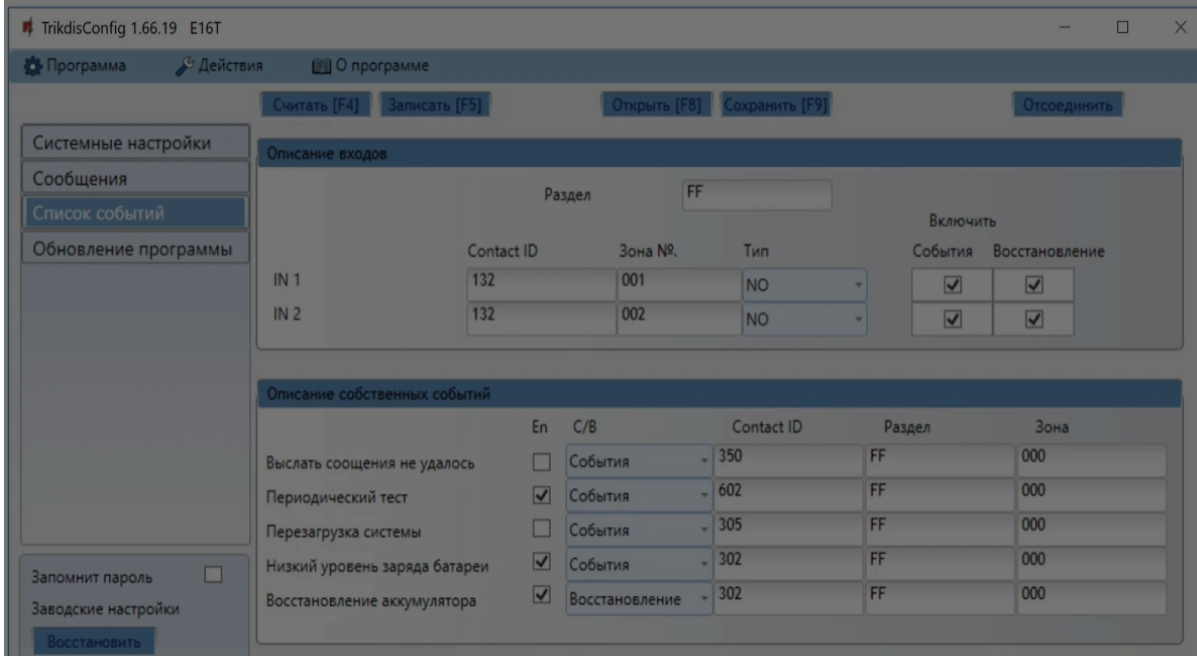 TrikdisConfig 1.66.19 E16T
Программа Действия О программе
Считать [F4] Записать [F5] Открыть [F8] Сохранить [F9] Отсоединить
Системные настройки
Сообщения
Список событий
Обновление программы
Описание входов
Раздел FF
Включить
Contact ID Зона №. Тип События Восстановление
IN 1 132 001 NO
IN 2 132 002 NO
Описание собственных событий
En С/В Contact ID Раздел Зона
Выслать соощения не удалось События 350 FF 000
Периодический тест События 602 FF 000
Перезагрузка системы События 305 FF 000
Низкий уровень заряда батареи События 302 FF 000
Восстановление аккумулятора Восстановление 302 FF 000
Запомнит пароль
Заводские настройки
Восстановить